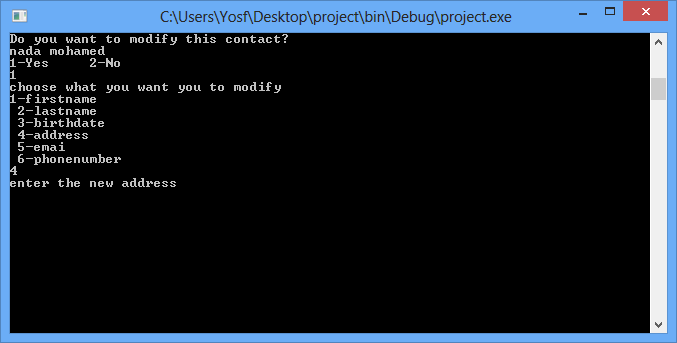 C:\Users\Yosf\Desktop\project\bin\Debug\project.exe
Do you want to modify this contact?
nada mohamed
1-Yes     2-No
1
choose what you want you to modify
1-firstname
 2-lastname
 3-birthdate
 4-address
 5-emai
 6-phonenumber
4
enter the new address